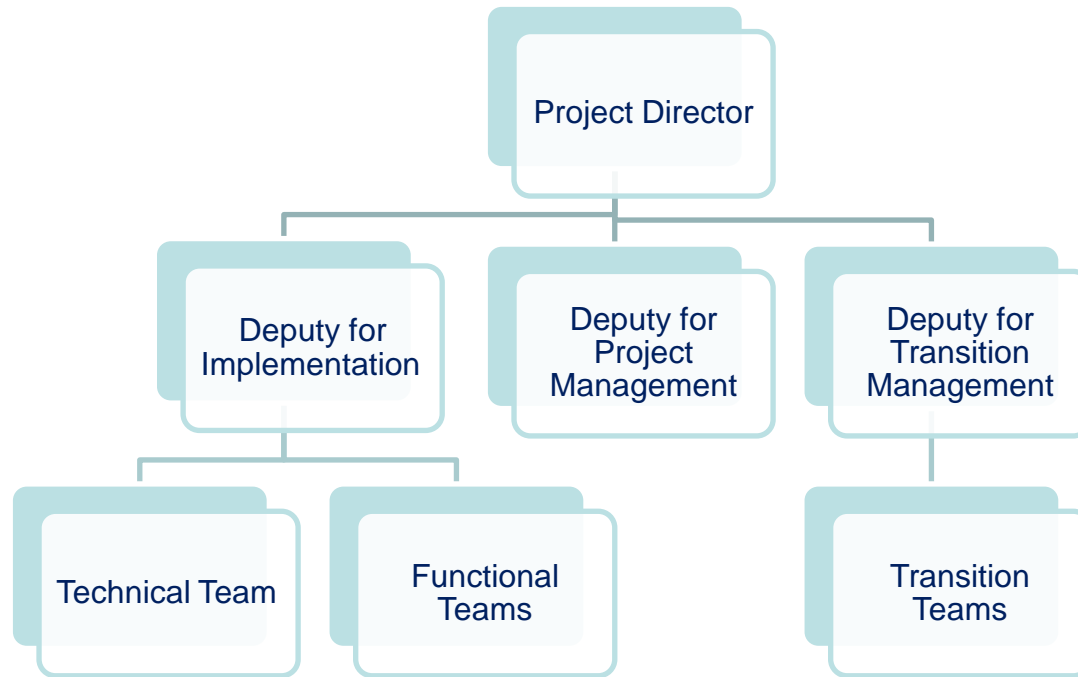 Project Director
Deputy for
Implementation
Deputy for
Project
Management
Deputy for
Transition
Management
Technical Team
Functional
Teams
Transition
Teams